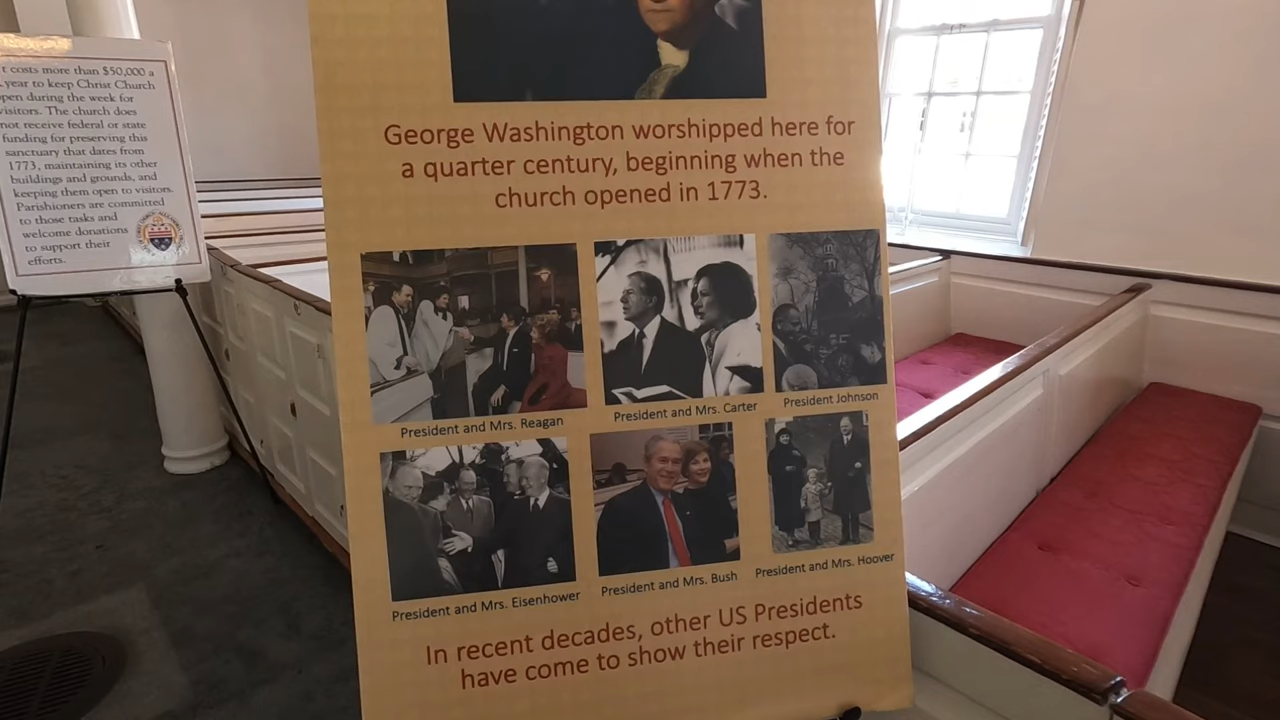 t costs more than $50,000 a
year to keep Christ Church
pen during the week for
visitors. The church does
not receive federal or state
funding for preserving this
sanctuary that dates from
1773, maintaining its other
buildings and grounds, and
keeping them open to visitors.
Parishioners are committed
to those tasks and
welcome donations
to support their
efforts.
George Washington worshipped here for
a quarter century, beginning when the
church opened in 1773.
President and Mrs. Reagan
President and Mrs. Carter
President Johnson
President and Mrs. Eisenhower
President and Mrs. Bush
President and Mrs. Hoover
In recent decades, other US Presidents
have come to show their respect.